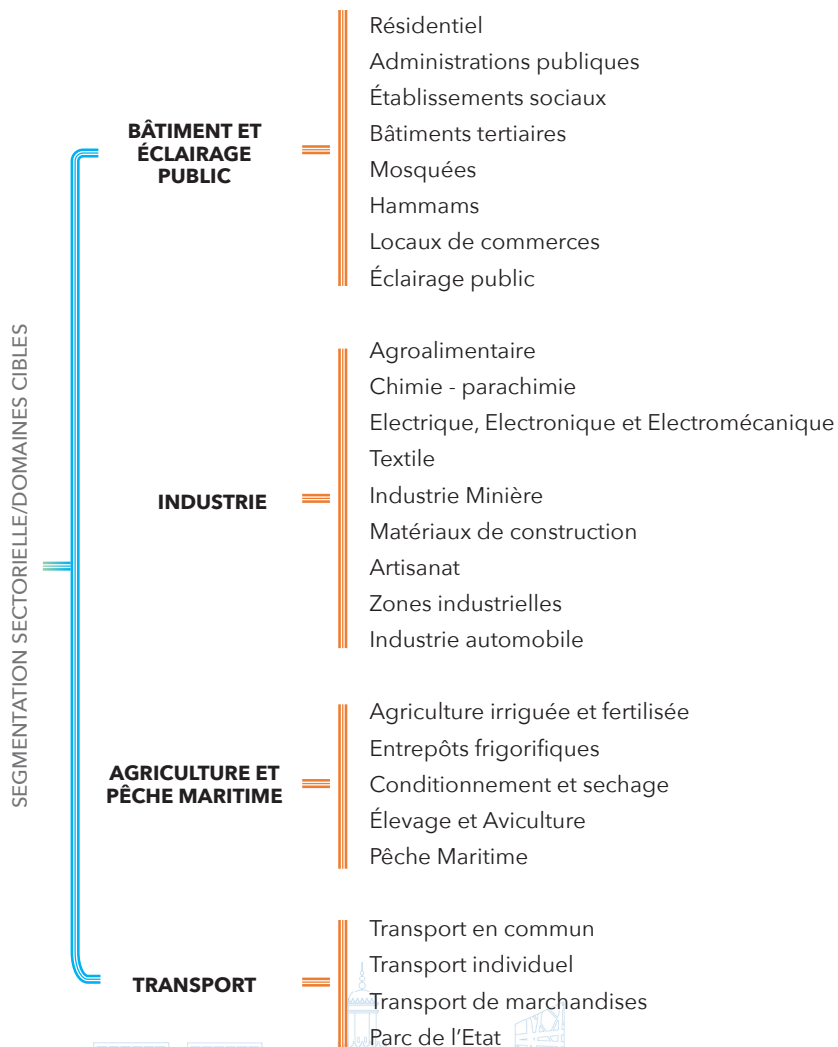 SEGMENTATION SECTORIELLE/DOMAINES CIBLES
BÂTIMENT ET
ÉCLAIRAGE
PUBLIC
Résidentiel
Administrations publiques
Établissements sociaux
Bâtiments tertiaires
Mosquées
Hammams
Locaux de commerces
Éclairage public
INDUSTRIE
Agroalimentaire
Chimie - parachimie
Electrique, Electronique et Electromécanique
Textile
Industrie Minière
Matériaux de construction
Artisanat
Zones industrielles
Industrie automobile
AGRICULTURE ET
PÊCHE MARITIME
Agriculture irriguée et fertilisée
Entrepôts frigorifiques
Conditionnement et sechage
Élevage et Aviculture
Pêche Maritime
TRANSPORT
Transport en commun
Transport individuel
Transport de marchandises
Parc de l'Etat